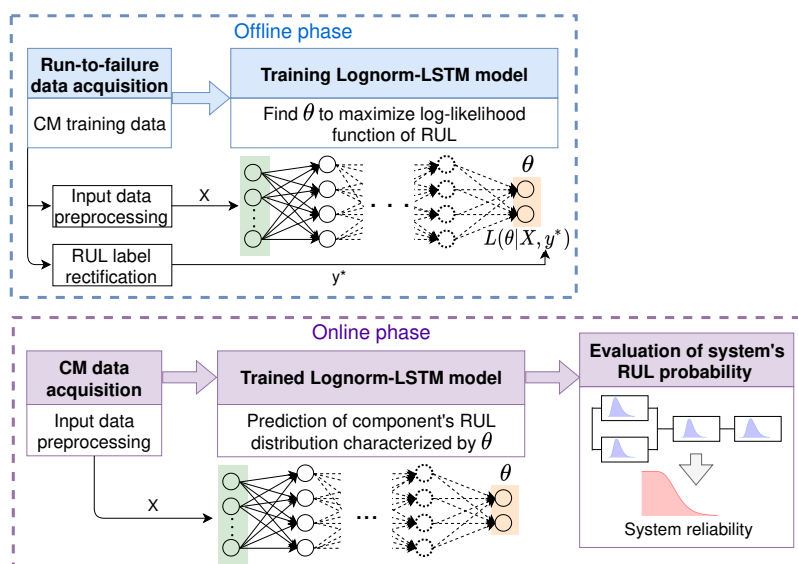 Offline phase
Run-to-failure
data acquisition
CM training data
Training Lognorm-LSTM model
Find θ to maximize log-likelihood
function of RUL
Input data
preprocessing
X
. . .
θ
L(θ|X, y*)
RUL label
rectification
y*
Online phase
CM data
acquisition
Input data
preprocessing
Trained Lognorm-LSTM model
Prediction of component's RUL
distribution characterized by θ
Evaluation of system's
RUL probability
X
...
θ
System reliability